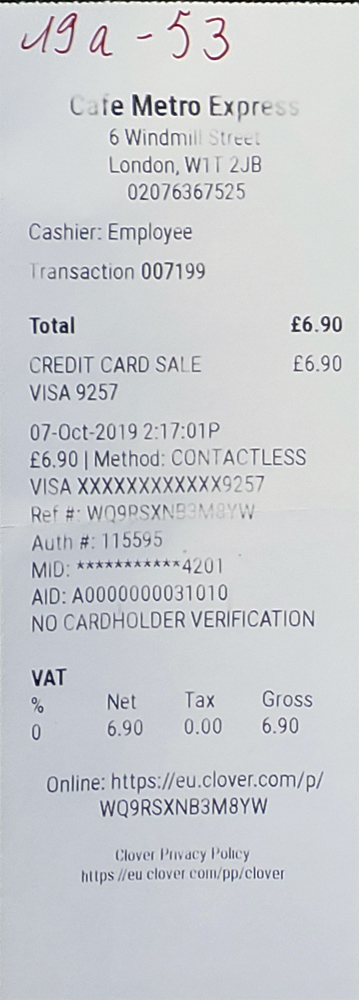 19a - 53
Cafe Metro Express
6 Windmill Street
London, W1T 2JB
02076367525
Cashier: Employee
Transaction 007199
Total £6.90
CREDIT CARD SALE £6.90
VISA 9257
07-Oct-2019 2:17:01P
£6.90 | Method: CONTACTLESS
VISA XXXXXXXXXXXX9257
Ref #: WQ9RSXNB3M8YW
Auth #: 115595
MID: ***********4201
AID: A0000000031010
NO CARDHOLDER VERIFICATION
VAT
% Net Tax Gross
0 6.90 0.00 6.90
Online: https://eu.clover.com/p/
WQ9RSXNB3M8YW
Clover Privacy Policy
https://eu.clover.com/pp/clover